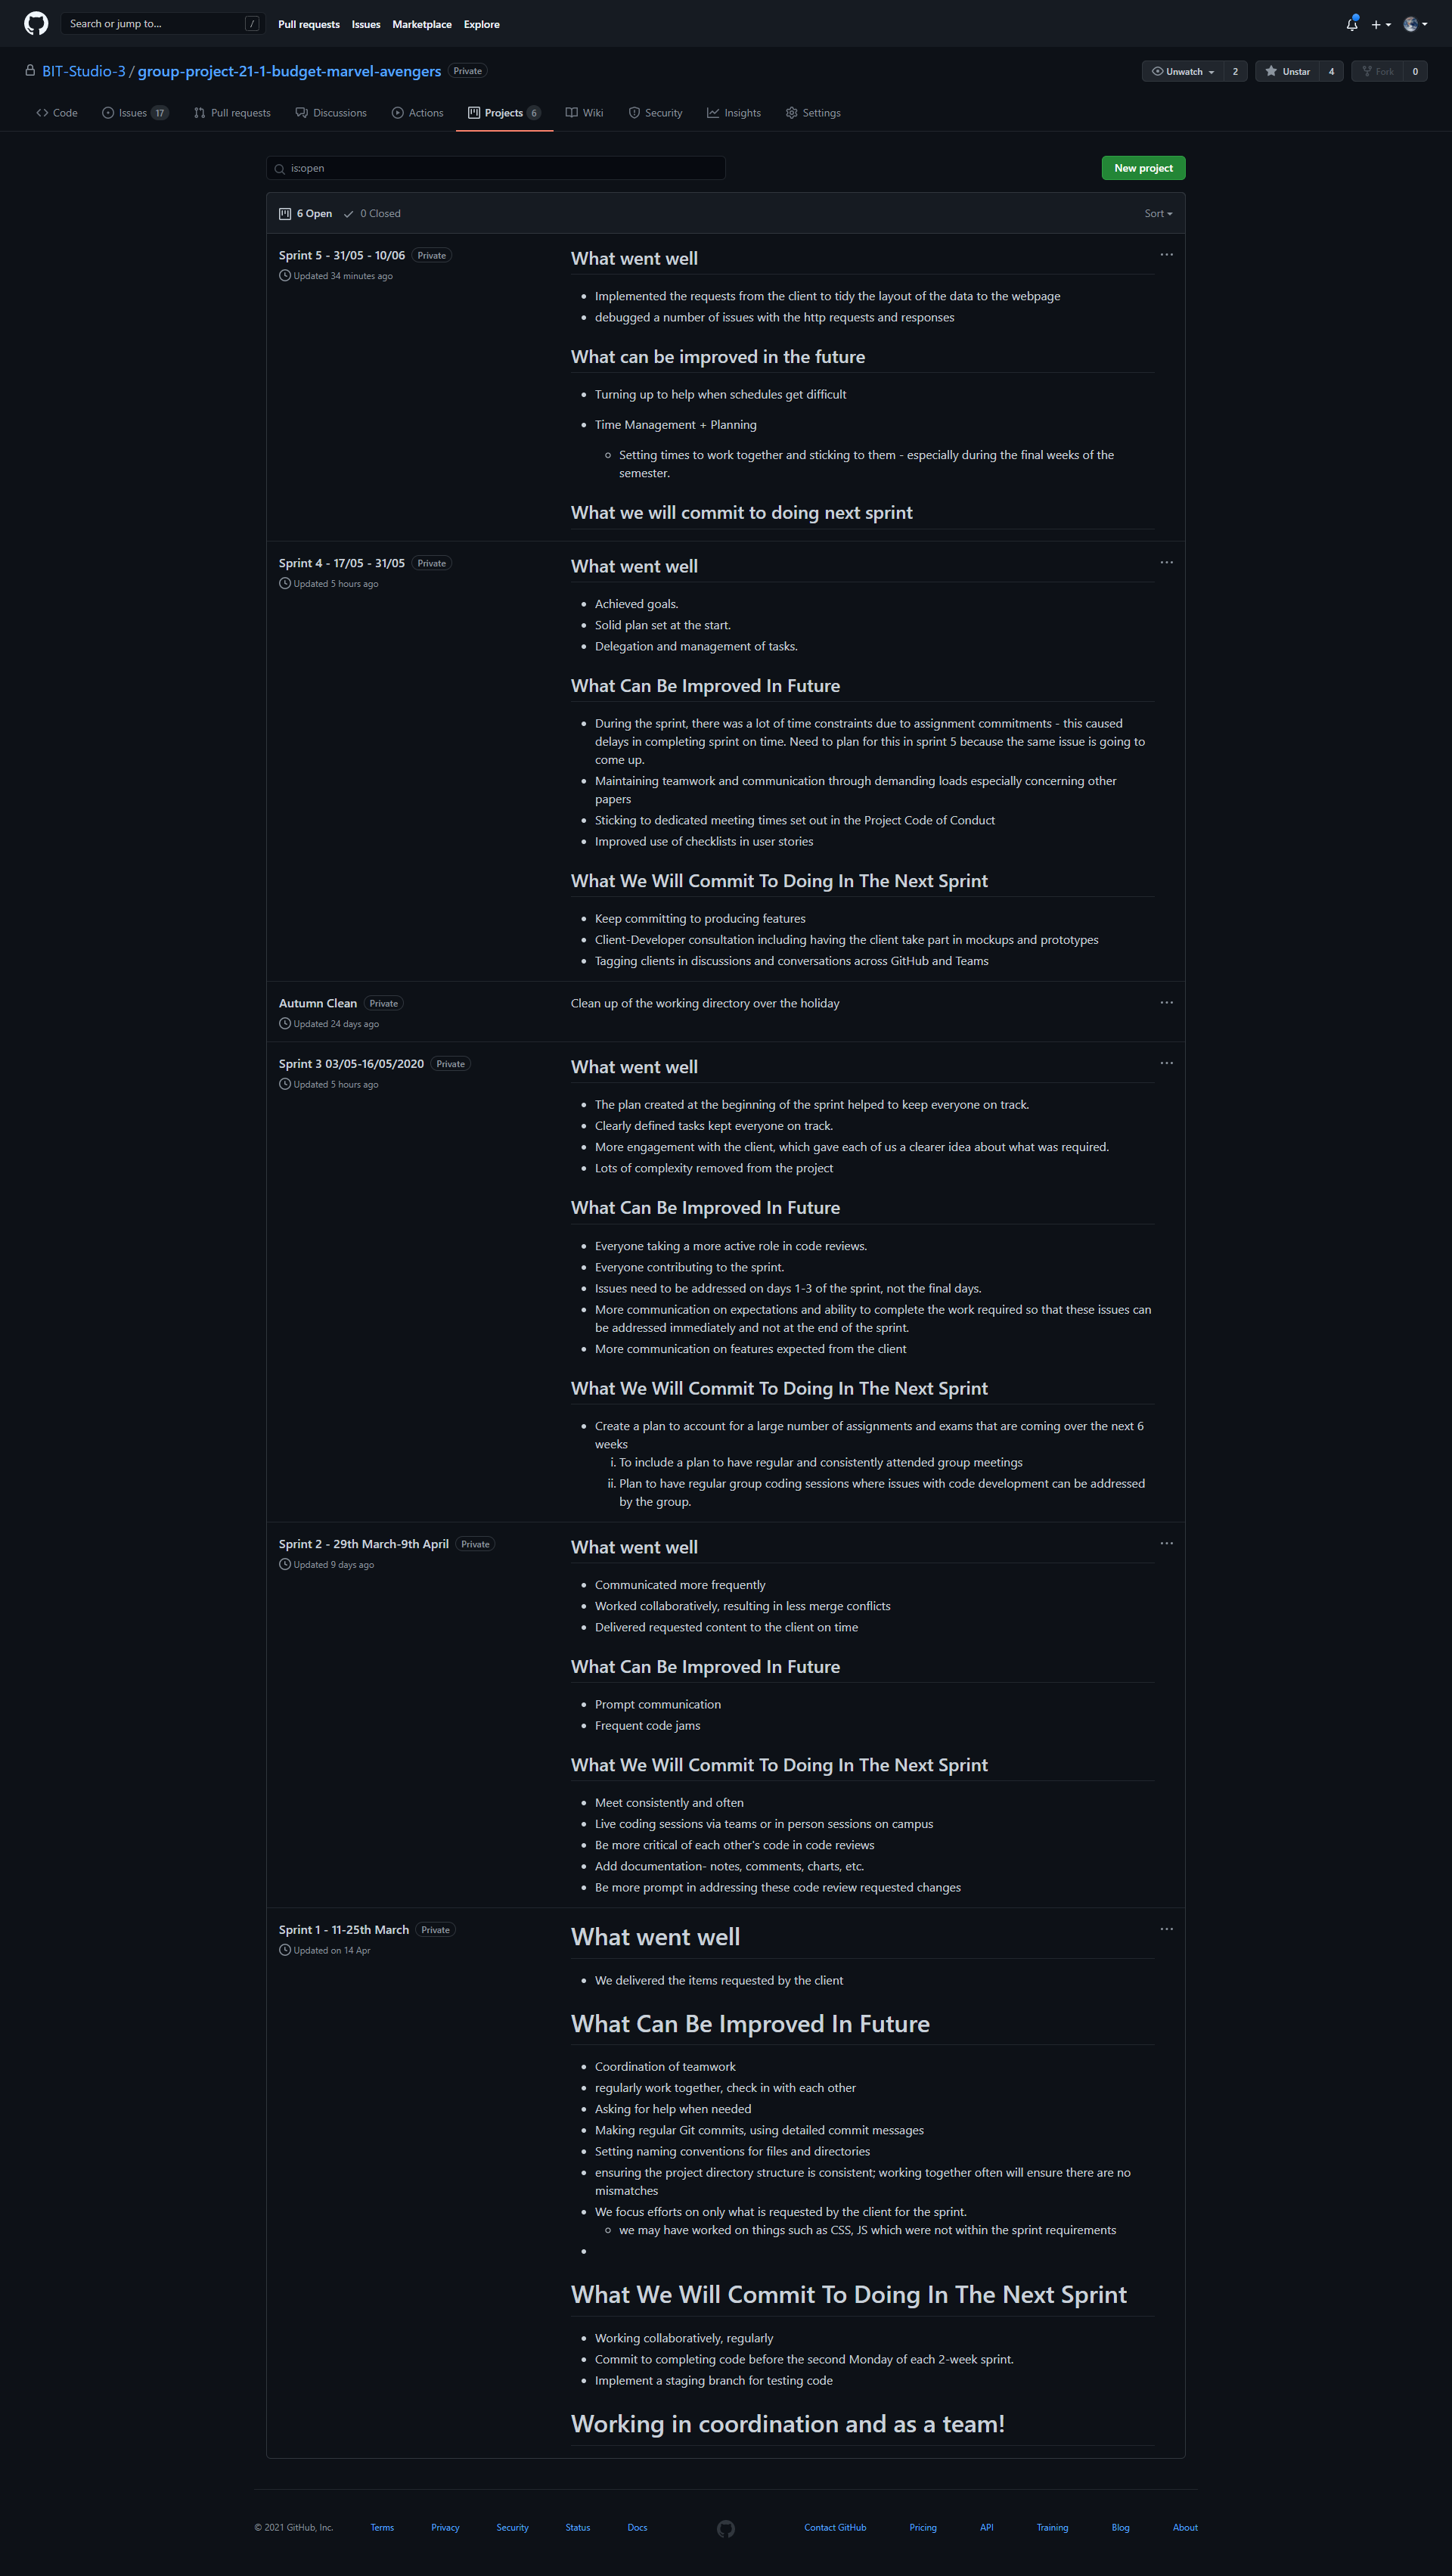 Search or jump to... /
Pull requests Issues Marketplace Explore
BIT-Studio-3 / group-project-21-1-budget-marvel-avengers Private
Unwatch 2 Unstar 4 Fork 0
Code Issues 17 Pull requests Discussions Actions Projects 6 Wiki Security Insights Settings
is:open
New project
6 Open 0 Closed
Sort
Sprint 5 - 31/05 - 10/06 Private
Updated 34 minutes ago
What went well
Implemented the requests from the client to tidy the layout of the data to the webpage
debugged a number of issues with the http requests and responses
What can be improved in the future
Turning up to help when schedules get difficult
Time Management + Planning
Setting times to work together and sticking to them - especially during the final weeks of the
semester.
What we will commit to doing next sprint
Sprint 4 - 17/05 - 31/05 Private
Updated 5 hours ago
What went well
Achieved goals.
Solid plan set at the start.
Delegation and management of tasks.
What Can Be Improved In Future
During the sprint, there was a lot of time constraints due to assignment commitments - this caused
delays in completing sprint on time. Need to plan for this in sprint 5 because the same issue is going to
come up.
Maintaining teamwork and communication through demanding loads especially concerning other
papers
Sticking to dedicated meeting times set out in the Project Code of Conduct
Improved use of checklists in user stories
What We Will Commit To Doing In The Next Sprint
Keep committing to producing features
Client-Developer consultation including having the client take part in mockups and prototypes
Tagging clients in discussions and conversations across GitHub and Teams
Autumn Clean Private
Updated 24 days ago
Clean up of the working directory over the holiday
Sprint 3 03/05-16/05/2020 Private
Updated 5 hours ago
What went well
The plan created at the beginning of the sprint helped to keep everyone on track.
Clearly defined tasks kept everyone on track.
More engagement with the client, which gave each of us a clearer idea about what was required.
Lots of complexity removed from the project
What Can Be Improved In Future
Everyone taking a more active role in code reviews.
Everyone contributing to the sprint.
Issues need to be addressed on days 1-3 of the sprint, not the final days.
More communication on expectations and ability to complete the work required so that these issues can
be addressed immediately and not at the end of the sprint.
More communication on features expected from the client
What We Will Commit To Doing In The Next Sprint
Create a plan to account for a large number of assignments and exams that are coming over the next 6
weeks
i. To include a plan to have regular and consistently attended group meetings
ii. Plan to have regular group coding sessions where issues with code development can be addressed
by the group.
Sprint 2 - 29th March-9th April Private
Updated 9 days ago
What went well
Communicated more frequently
Worked collaboratively, resulting in less merge conflicts
Delivered requested content to the client on time
What Can Be Improved In Future
Prompt communication
Frequent code jams
What We Will Commit To Doing In The Next Sprint
Meet consistently and often
Live coding sessions via teams or in person sessions on campus
Be more critical of each other's code in code reviews
Add documentation- notes, comments, charts, etc.
Be more prompt in addressing these code review requested changes
Sprint 1 - 11-25th March Private
Updated on 14 Apr
What went well
We delivered the items requested by the client
What Can Be Improved In Future
Coordination of teamwork
regularly work together, check in with each other
Asking for help when needed
Making regular Git commits, using detailed commit messages
Setting naming conventions for files and directories
ensuring the project directory structure is consistent; working together often will ensure there are no
mismatches
We focus efforts on only what is requested by the client for the sprint.
we may have worked on things such as CSS, JS which were not within the sprint requirements
What We Will Commit To Doing In The Next Sprint
Working collaboratively, regularly
Commit to completing code before the second Monday of each 2-week sprint.
Implement a staging branch for testing code
Working in coordination and as a team!
© 2021 GitHub, Inc. Terms Privacy Security Status Docs Contact GitHub Pricing API Training Blog About